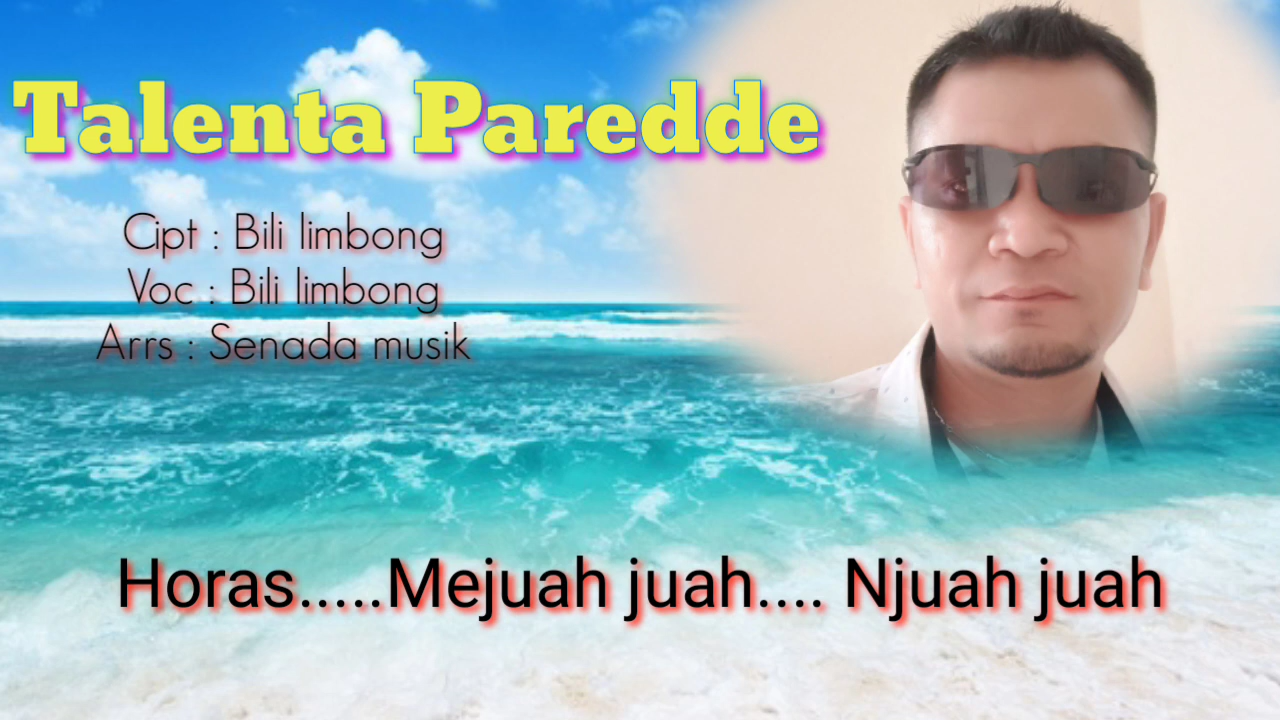 Talenta Paredde
Cipt : Bili limbong
Voc : Bili limbong
Arrs : Senada musik
Horas.....Mejuah juah.... Njuah juah